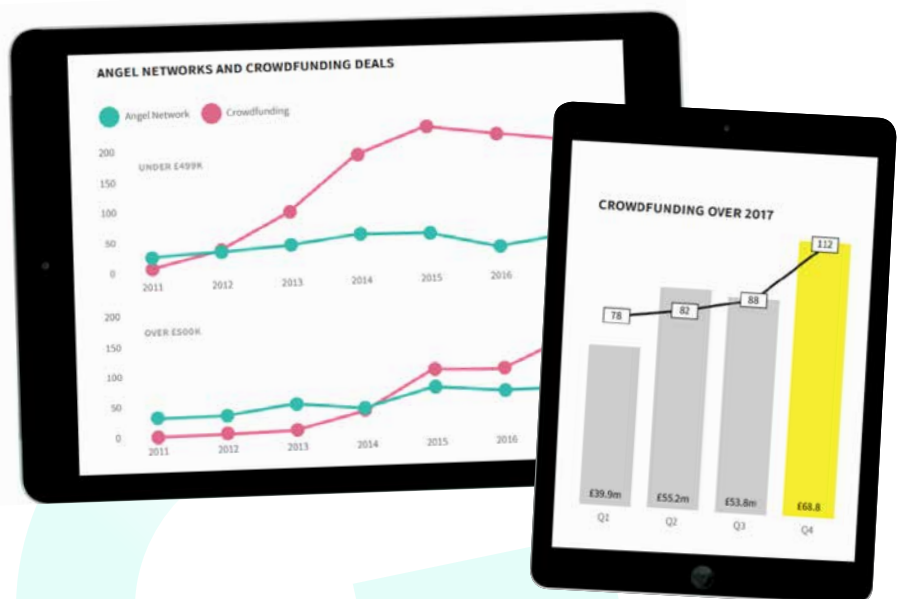 ANGEL NETWORKS AND CROWDFUNDING DEALS
Angel Network Crowdfunding
200
UNDER £499K
150
100
50
0
2011 2012 2013 2014 2015 2016
200
OVER £500K
150
100
50
0
2011 2012 2013 2014 2015 2016
CROWDFUNDING OVER 2017
112
88
82
78
£39.9m £55.2m £53.8m £68.8
Q1 Q2 Q3 Q4